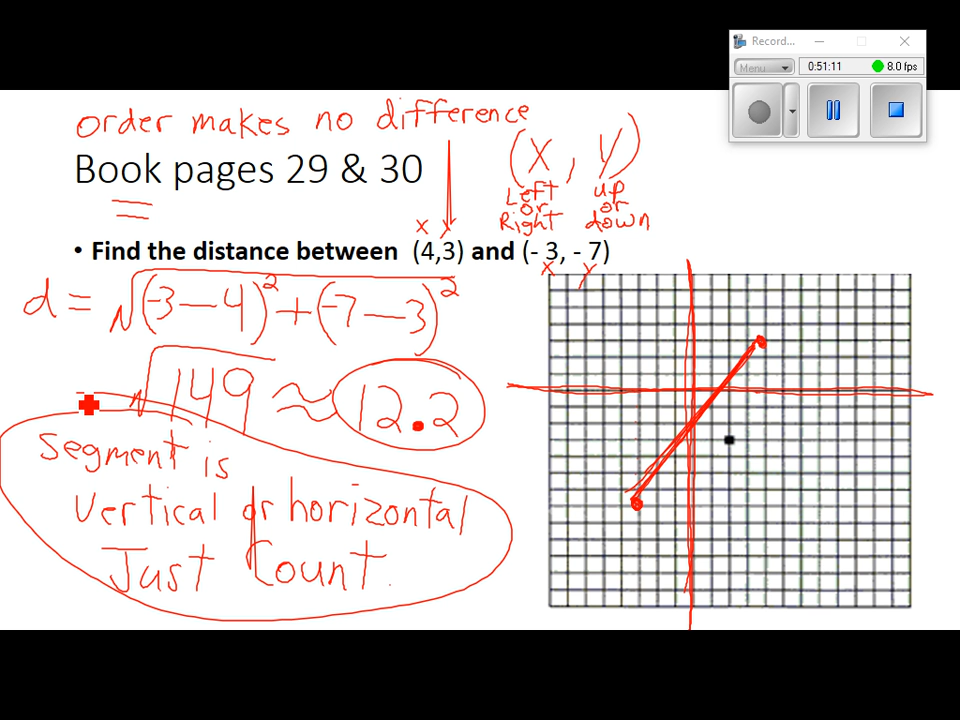 Record...
Menu
0:51:11
8.0 fps
order makes no difference
Book pages 29 & 30
(X, Y)
Left or Right
up or down
x y
• Find the distance between (4,3) and (- 3, - 7)
x y
d = √(-3-4)²+(-7-3)²
√149 ≈ 12.2
Segment is
vertical or horizontal
Just Count